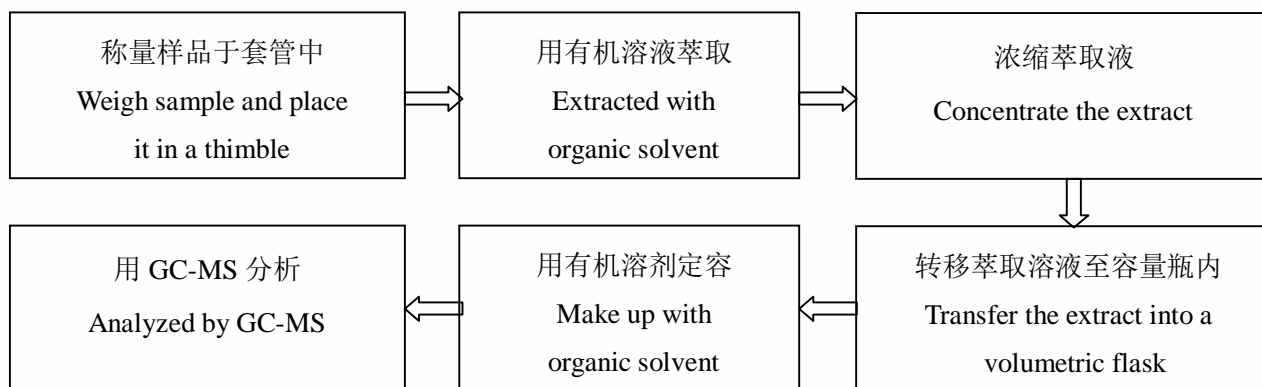 称量样品于套管中
Weigh sample and place
it in a thimble
用有机溶液萃取
Extracted with
organic solvent
浓缩萃取液
Concentrate the extract
转移萃取溶液至容量瓶内
Transfer the extract into a
volumetric flask
用有机溶剂定容
Make up with
organic solvent
用 GC-MS 分析
Analyzed by GC-MS